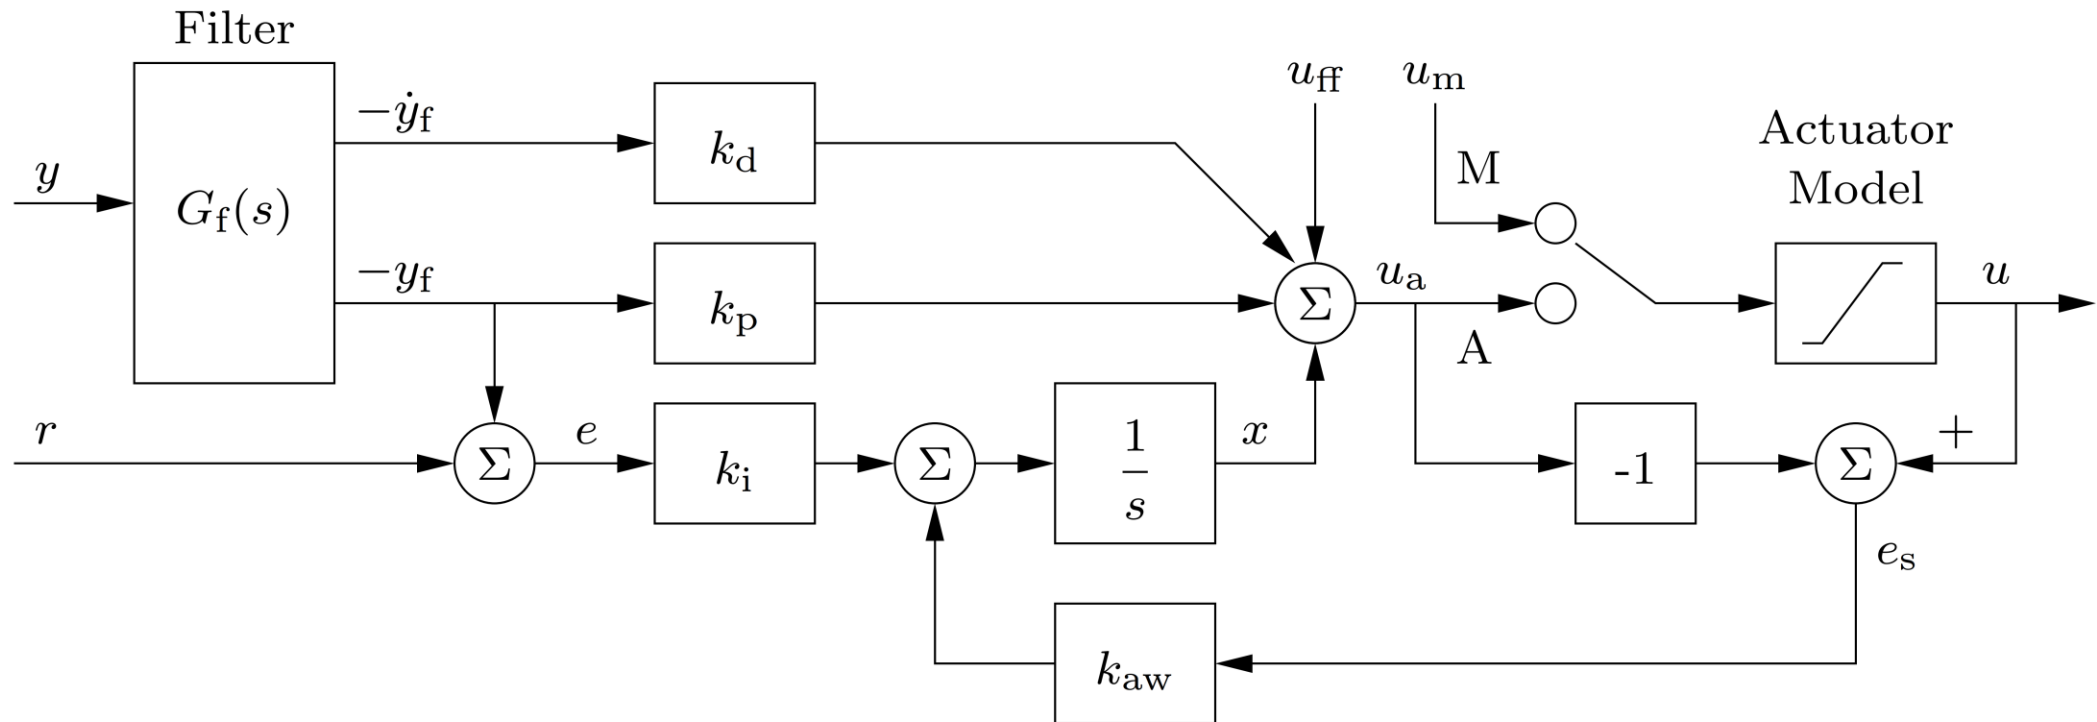 Filter
y
G_f(s)
−ẏ_f
k_d
u_ff
u_m
M
Actuator
Model
−y_f
k_p
Σ
u_a
A
u
r
Σ
e
k_i
Σ
1
s
x
-1
Σ
+
e_s
k_aw